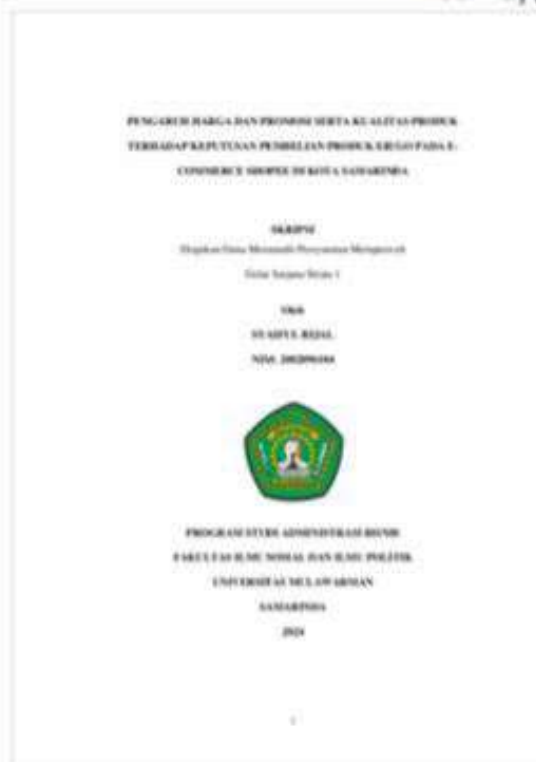 PENGARUH HARGA DAN PROMOSI SERTA KUALITAS PRODUK
TERHADAP KEPUTUSAN PEMBELIAN PRODUK ERIGO PADA E-
COMMERCE SHOPEE DI KOTA SAMARINDA
SKRIPSI
Diajukan Guna Memenuhi Persyaratan Memperoleh
Gelar Sarjana Strata 1
Oleh
SYAIFUL RIJAL
NIM.
PROGRAM STUDI ADMINISTRASI BISNIS
FAKULTAS ILMU SOSIAL DAN ILMU POLITIK
UNIVERSITAS MULAWARMAN
SAMARINDA
2024